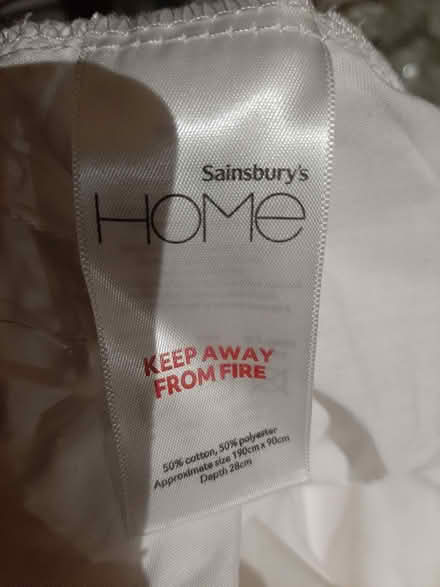 Sainsbury's
HOME
KEEP AWAY
FROM FIRE
50% cotton, 50% polyester
Approximate size 190cm x 90cm
Depth 28cm